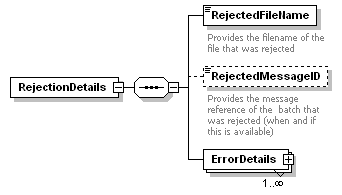 RejectedFileName
Provides the filename of the
file that was rejected
RejectionDetails
RejectedMessageID
Provides the message
reference of the batch that
was rejected (when and if
this is available)
ErrorDetails
1..∞